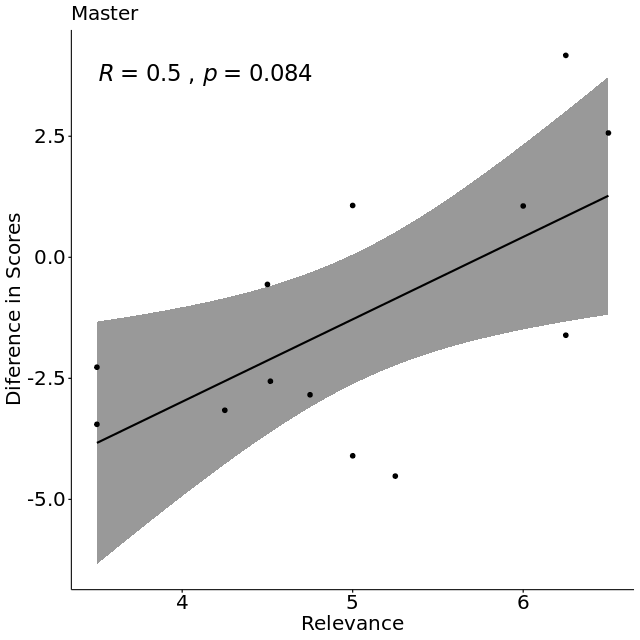 Master
R = 0.5 , p = 0.084
2.5
0.0
-2.5
-5.0
Diference in Scores
4 5 6
Relevance